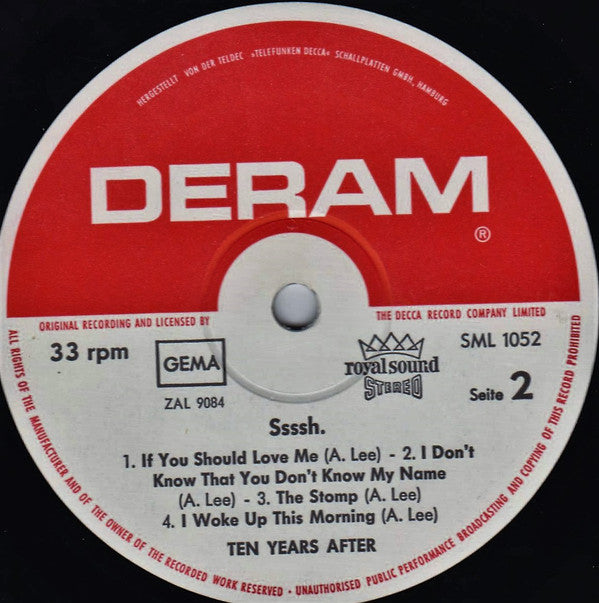 HERGESTELLT VON DER TELDEC »TELEFUNKEN DECCA« SCHALLPLATTEN GMBH, HAMBURG
DERAM
®
ORIGINAL RECORDING AND LICENSED BY
THE DECCA RECORD COMPANY LIMITED
33 rpm
GEMA
royal sound
STEREO
SML 1052
ZAL 9084
Seite 2
Ssssh.
1. If You Should Love Me (A. Lee) - 2. I Don't
Know That You Don't Know My Name
(A. Lee) - 3. The Stomp (A. Lee)
4. I Woke Up This Morning (A. Lee)
TEN YEARS AFTER
ALL RIGHTS OF THE MANUFACTURER AND OF THE OWNER OF THE RECORDED WORK RESERVED • UNAUTHORISED PUBLIC PERFORMANCE BROADCASTING AND COPYING OF THIS RECORD PROHIBITED